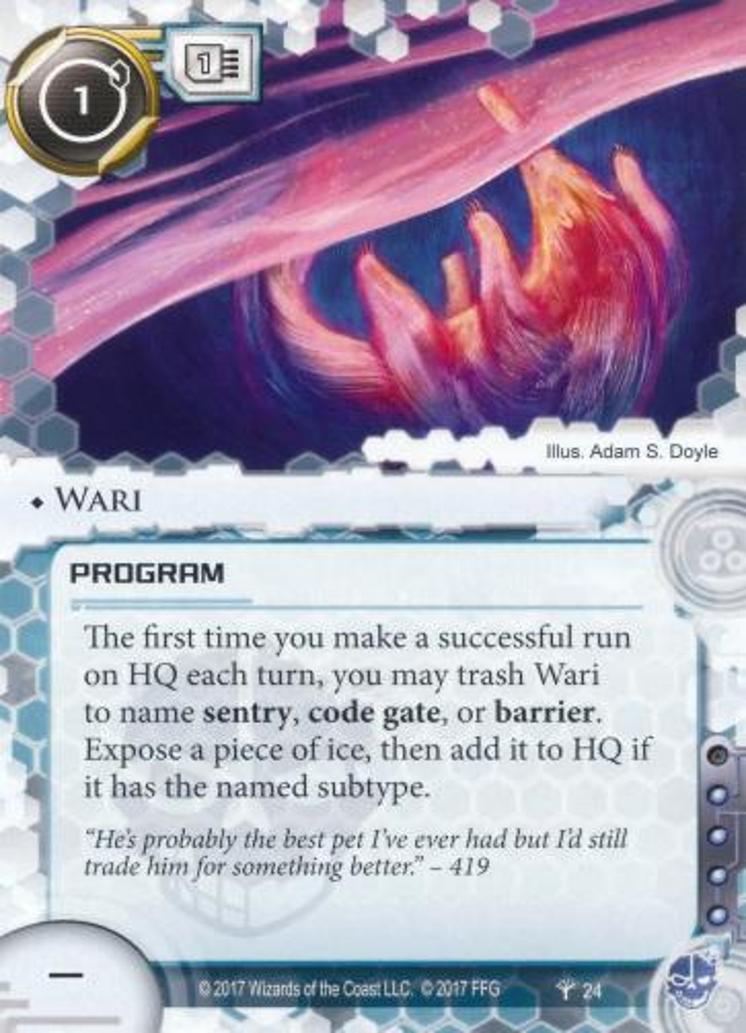 1
1
Illus. Adam S. Doyle
⬥ WARI
PROGRAM
The first time you make a successful run
on HQ each turn, you may trash Wari
to name sentry, code gate, or barrier.
Expose a piece of ice, then add it to HQ if
it has the named subtype.
“He’s probably the best pet I’ve ever had but I’d still
trade him for something better.” – 419
–
© 2017 Wizards of the Coast LLC. © 2017 FFG 24